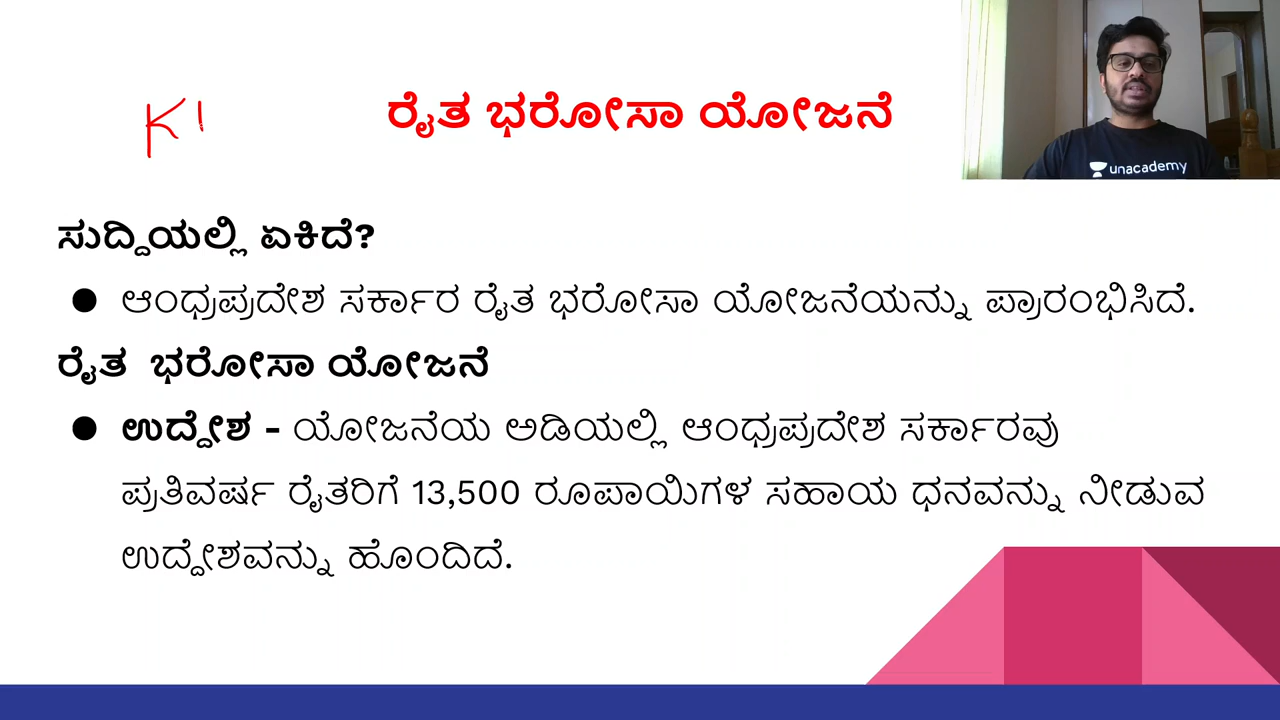 ರೈತ ಭರೋಸಾ ಯೋಜನೆ
K
unacademy
ಸುದ್ದಿಯಲ್ಲಿ ಏಕಿದೆ?
● ಆಂಧ್ರಪ್ರದೇಶ ಸರ್ಕಾರ ರೈತ ಭರೋಸಾ ಯೋಜನೆಯನ್ನು ಪ್ರಾರಂಭಿಸಿದೆ.
ರೈತ ಭರೋಸಾ ಯೋಜನೆ
● ಉದ್ದೇಶ - ಯೋಜನೆಯ ಅಡಿಯಲ್ಲಿ ಆಂಧ್ರಪ್ರದೇಶ ಸರ್ಕಾರವು
ಪ್ರತಿವರ್ಷ ರೈತರಿಗೆ 13,500 ರೂಪಾಯಿಗಳ ಸಹಾಯ ಧನವನ್ನು ನೀಡುವ
ಉದ್ದೇಶವನ್ನು ಹೊಂದಿದೆ.